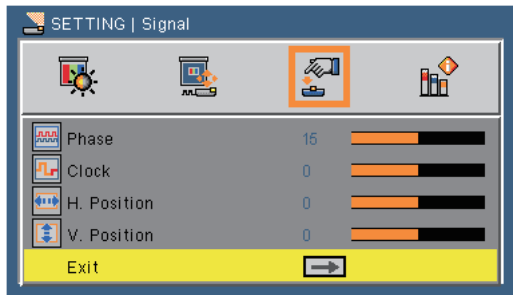 SETTING | Signal
Phase 15
Clock 0
H. Position 0
V. Position 0
Exit